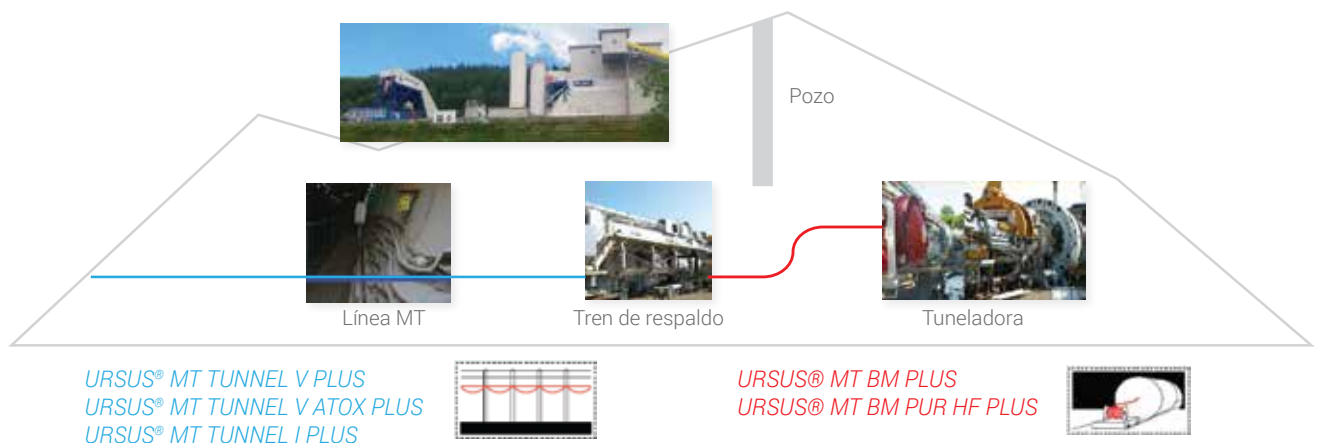 Pozo
Línea MT
Tren de respaldo
Tuneladora
URSUS® MT TUNNEL V PLUS
URSUS® MT TUNNEL V ATOX PLUS
URSUS® MT TUNNEL I PLUS
URSUS® MT BM PLUS
URSUS® MT BM PUR HF PLUS